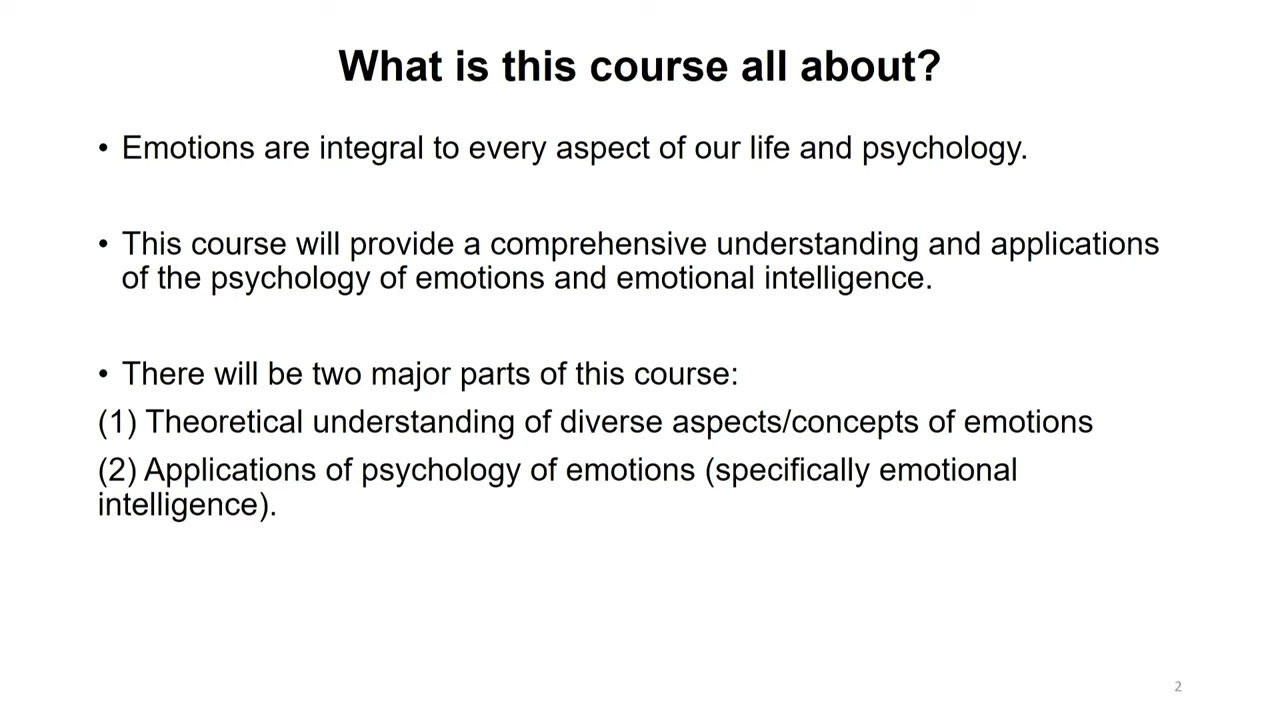 What is this course all about?
• Emotions are integral to every aspect of our life and psychology.
• This course will provide a comprehensive understanding and applications
of the psychology of emotions and emotional intelligence.
• There will be two major parts of this course:
(1) Theoretical understanding of diverse aspects/concepts of emotions
(2) Applications of psychology of emotions (specifically emotional
intelligence).
2